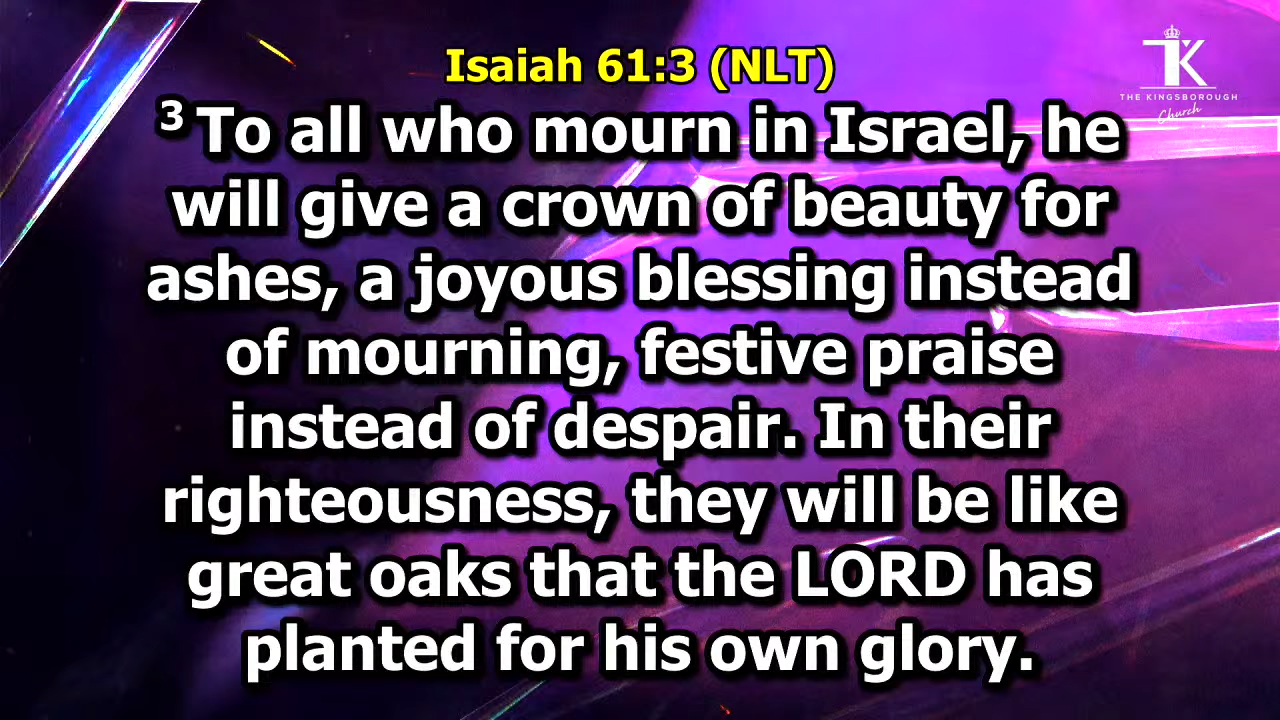 Isaiah 61:3 (NLT)
3 To all who mourn in Israel, he
will give a crown of beauty for
ashes, a joyous blessing instead
of mourning, festive praise
instead of despair. In their
righteousness, they will be like
great oaks that the LORD has
planted for his own glory.
TK
THE KINGSBOROUGH
Church